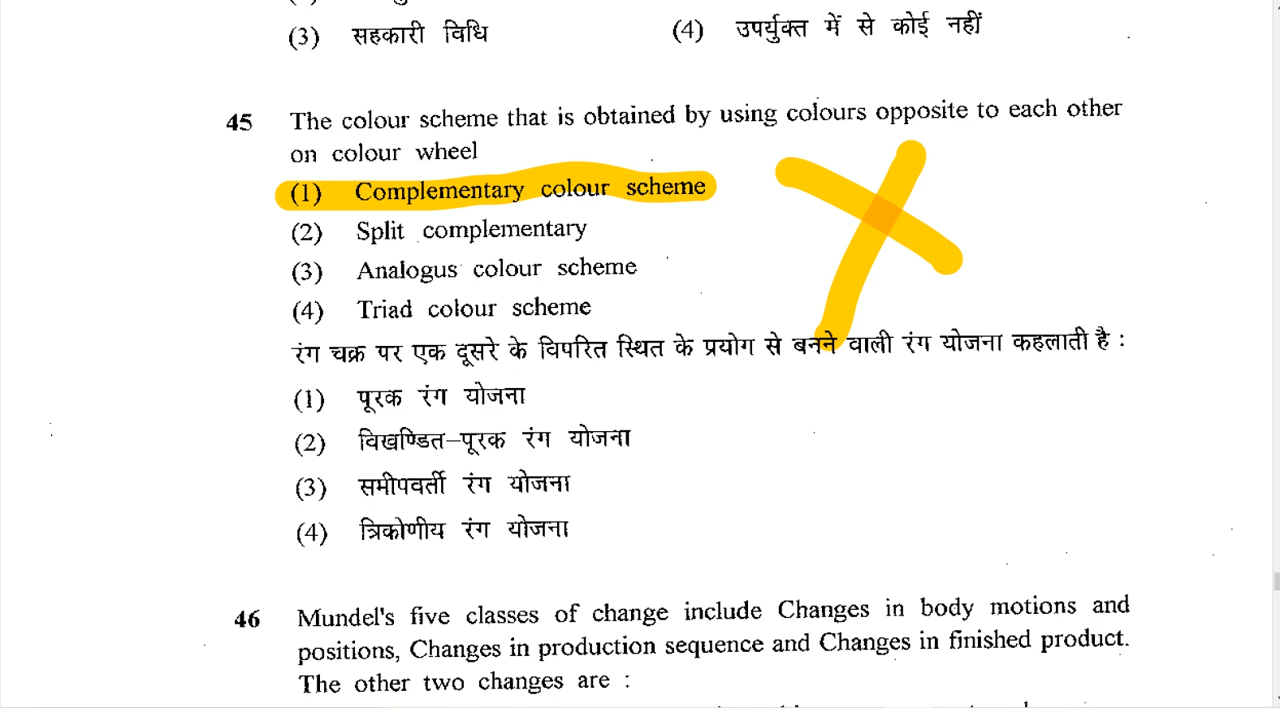 (3) सहकारी विधि (4) उपर्युक्त में से कोई नहीं
45 The colour scheme that is obtained by using colours opposite to each other
on colour wheel
(1) Complementary colour scheme
(2) Split complementary
(3) Analogus colour scheme
(4) Triad colour scheme
रंग चक्र पर एक दूसरे के विपरित स्थित के प्रयोग से बनने वाली रंग योजना कहलाती है :
(1) पूरक रंग योजना
(2) विखण्डित-पूरक रंग योजना
(3) समीपवर्ती रंग योजना
(4) त्रिकोणीय रंग योजना
46 Mundel's five classes of change include Changes in body motions and
positions, Changes in production sequence and Changes in finished product.
The other two changes are :